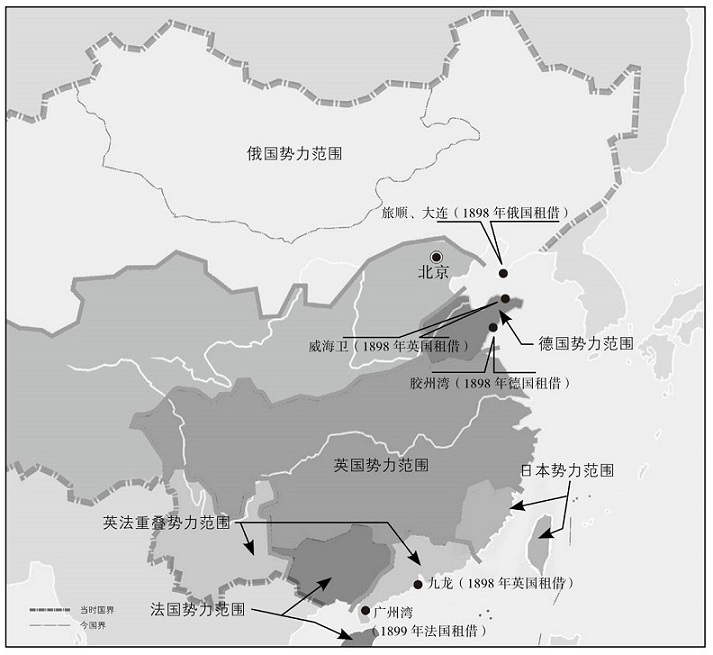 俄国势力范围
旅顺、大连（1898 年俄国租借）
北京
威海卫（1898 年英国租借）
德国势力范围
胶州湾（1898 年德国租借）
英国势力范围
日本势力范围
英法重叠势力范围
九龙（1898 年英国租借）
法国势力范围
广州湾
（1899 年法国租借）
当时国界
今国界